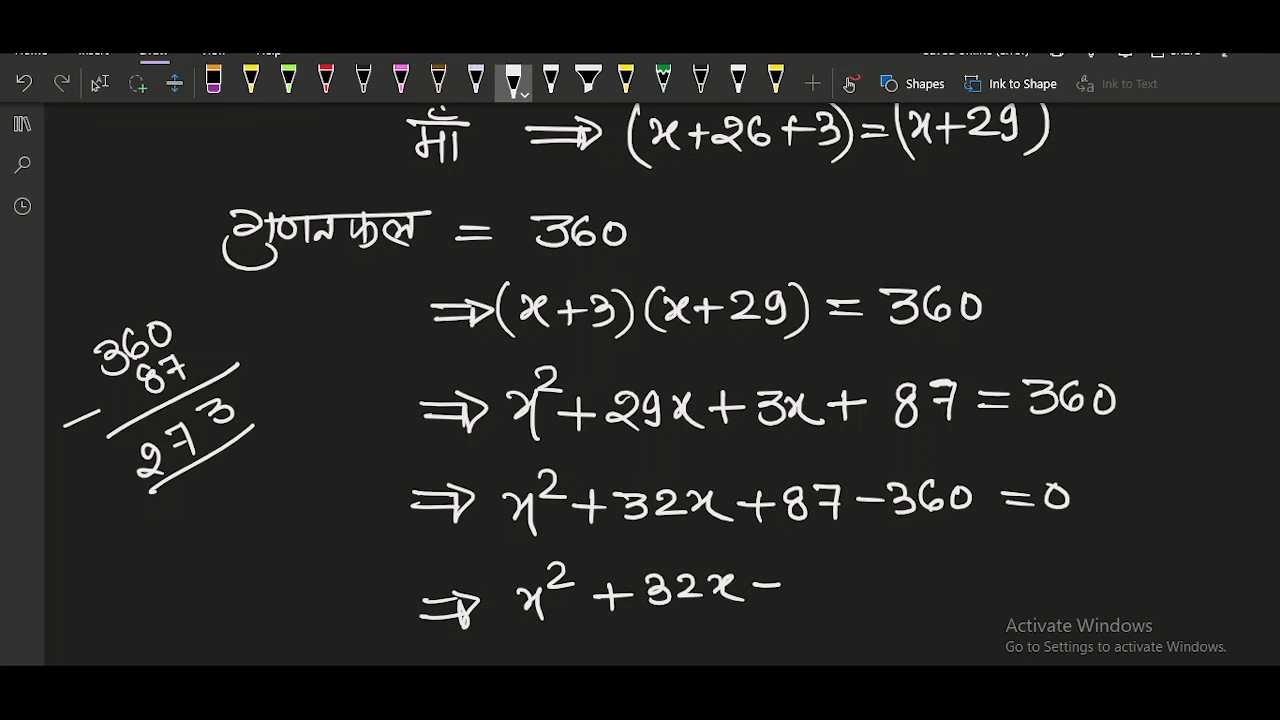 Shapes Ink to Shape Ink to Text
माँ ⇒ (x+26+3)=(x+29)
गुणनफल = 360
⇒(x+3)(x+29) = 360
360
87
−
273
⇒ x² + 29x + 3x + 87 = 360
⇒ x² + 32x + 87 − 360 = 0
⇒ x² + 32x −
Activate Windows
Go to Settings to activate Windows.